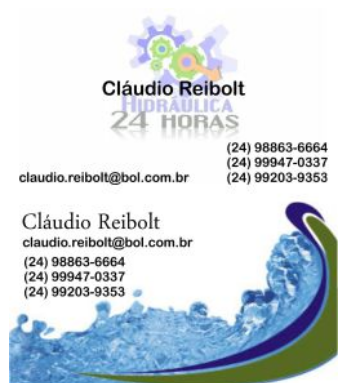 Cláudio Reibolt
HIDRÁULICA
24 HORAS
(24) 98863-6664
(24) 99947-0337
claudio.reibolt@bol.com.br (24) 99203-9353
Cláudio Reibolt
claudio.reibolt@bol.com.br
(24) 98863-6664
(24) 99947-0337
(24) 99203-9353